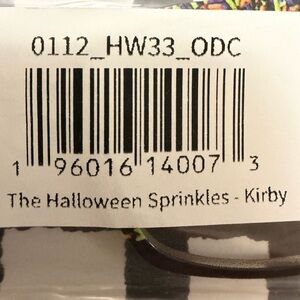 0112_HW33_ODC
1 96016 14007 3
The Halloween Sprinkles - Kirby